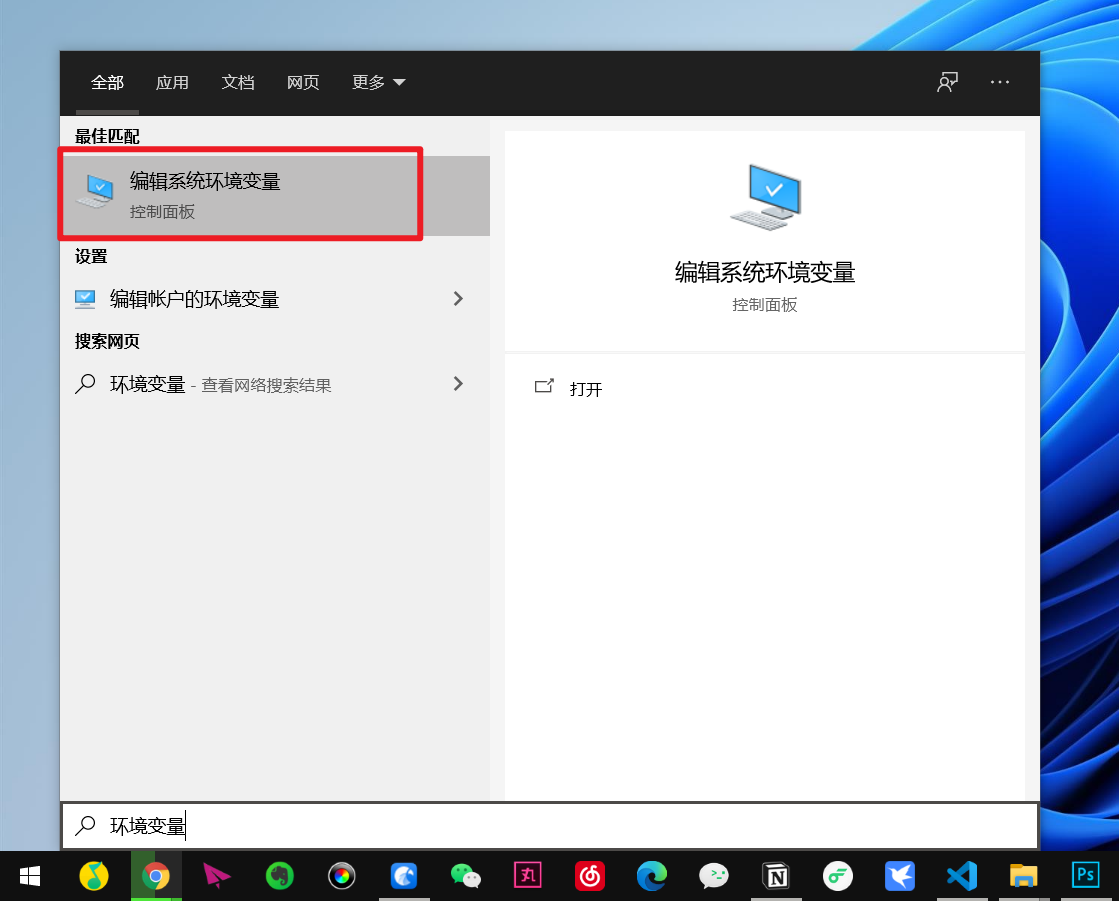 全部 应用 文档 网页 更多
最佳匹配
编辑系统环境变量
控制面板
设置
编辑帐户的环境变量
搜索网页
环境变量 - 查看网络搜索结果
编辑系统环境变量
控制面板
打开
环境变量
丸 N Ps